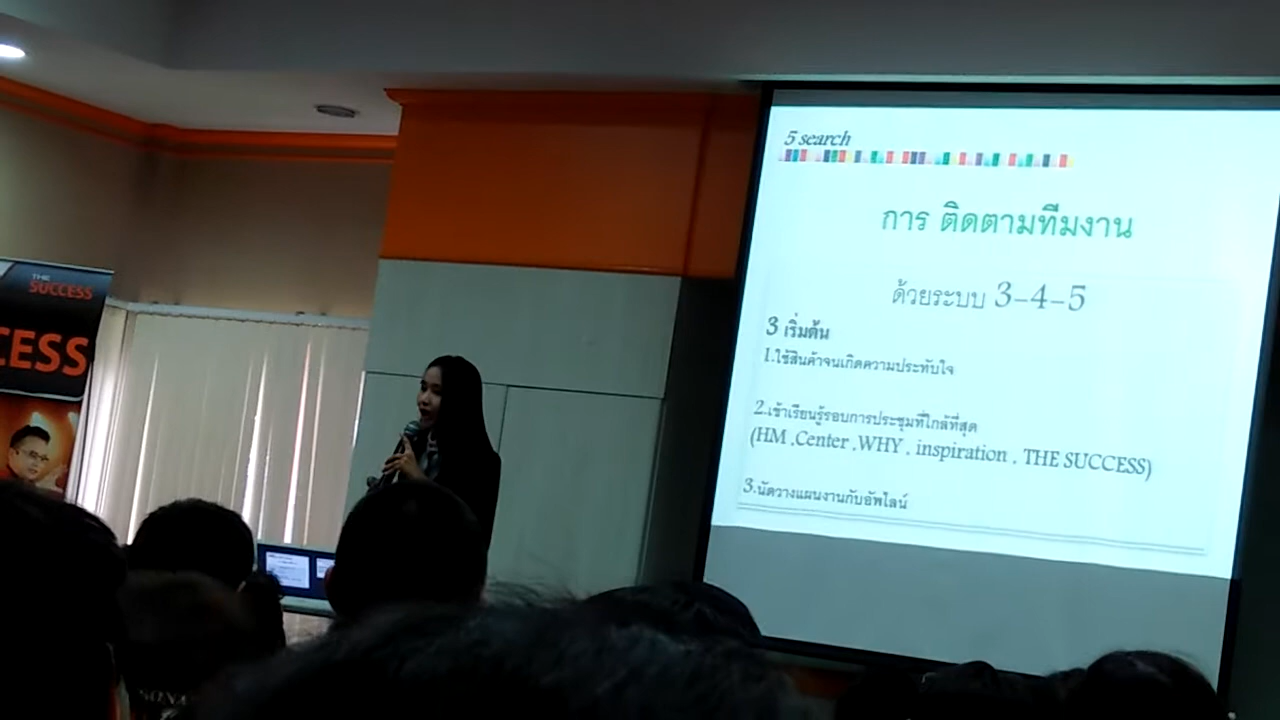 THE
SUCCESS
CESS
5 search
การ ติดตามทีมงาน
ด้วยระบบ 3-4-5
3 เริ่มต้น
1.ใช้สินค้าจนเกิดความประทับใจ
2.เข้าเรียนรู้รอบการประชุมที่ใกล้ที่สุด
(HM .Center .WHY . inspiration . THE SUCCESS)
3.นัดวางแผนงานกับอัพไลน์